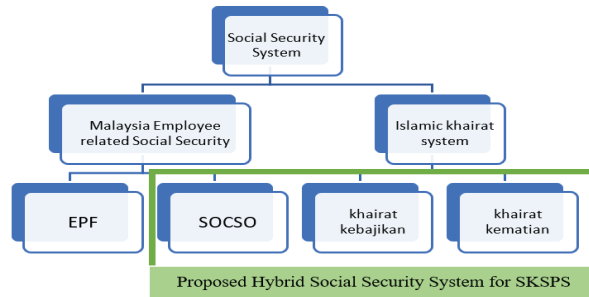 Social Security
System
Malaysia Employee
related Social Security
Islamic khairat
system
EPF
SOCSO
khairat
kebajikan
khairat
kematian
Proposed Hybrid Social Security System for SKSPS